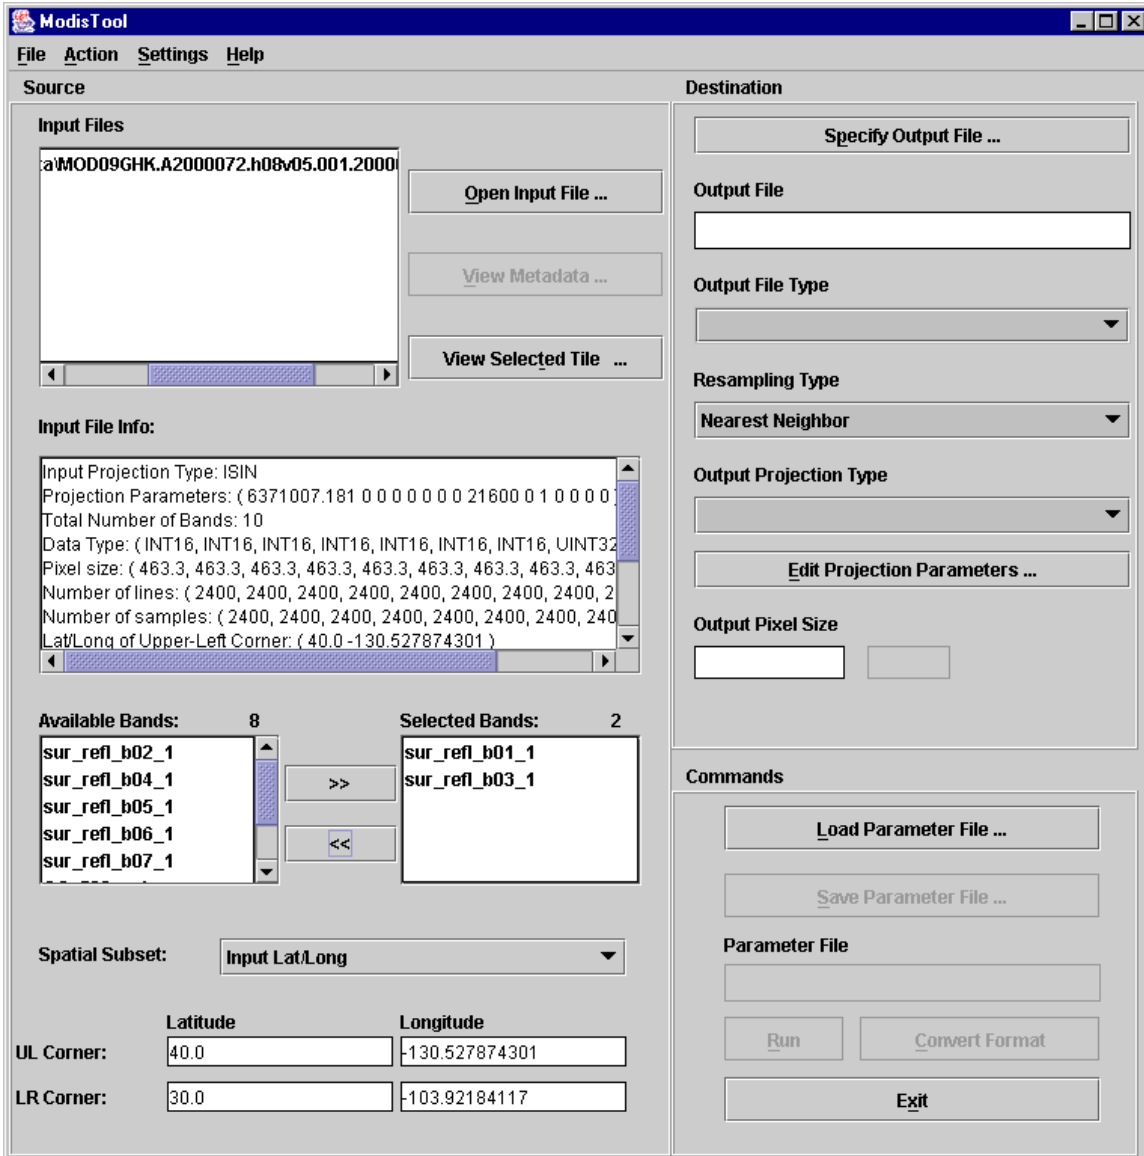 ModisTool
File Action Settings Help
Source
Input Files
:a\MOD09GHK.A2000072.h08v05.001.2000
Open Input File ...
View Metadata ...
View Selected Tile ...
Input File Info:
Input Projection Type: ISIN
Projection Parameters: ( 6371007.181 0 0 0 0 0 0 0 21600 0 1 0 0 0 0 )
Total Number of Bands: 10
Data Type: ( INT16, INT16, INT16, INT16, INT16, INT16, INT16, UINT32
Pixel size: ( 463.3, 463.3, 463.3, 463.3, 463.3, 463.3, 463.3, 463
Number of lines: ( 2400, 2400, 2400, 2400, 2400, 2400, 2400, 2
Number of samples: ( 2400, 2400, 2400, 2400, 2400, 2400, 240
Lat/Long of Upper-Left Corner: ( 40.0 -130.527874301 )
Available Bands: 8
sur_refl_b02_1
sur_refl_b04_1
sur_refl_b05_1
sur_refl_b06_1
sur_refl_b07_1
>>
<<
Selected Bands: 2
sur_refl_b01_1
sur_refl_b03_1
Spatial Subset: Input Lat/Long
Latitude Longitude
UL Corner: 40.0 -130.527874301
LR Corner: 30.0 -103.92184117
Destination
Specify Output File ...
Output File
Output File Type
Resampling Type
Nearest Neighbor
Output Projection Type
Edit Projection Parameters ...
Output Pixel Size
Commands
Load Parameter File ...
Save Parameter File ...
Parameter File
Run Convert Format
Exit